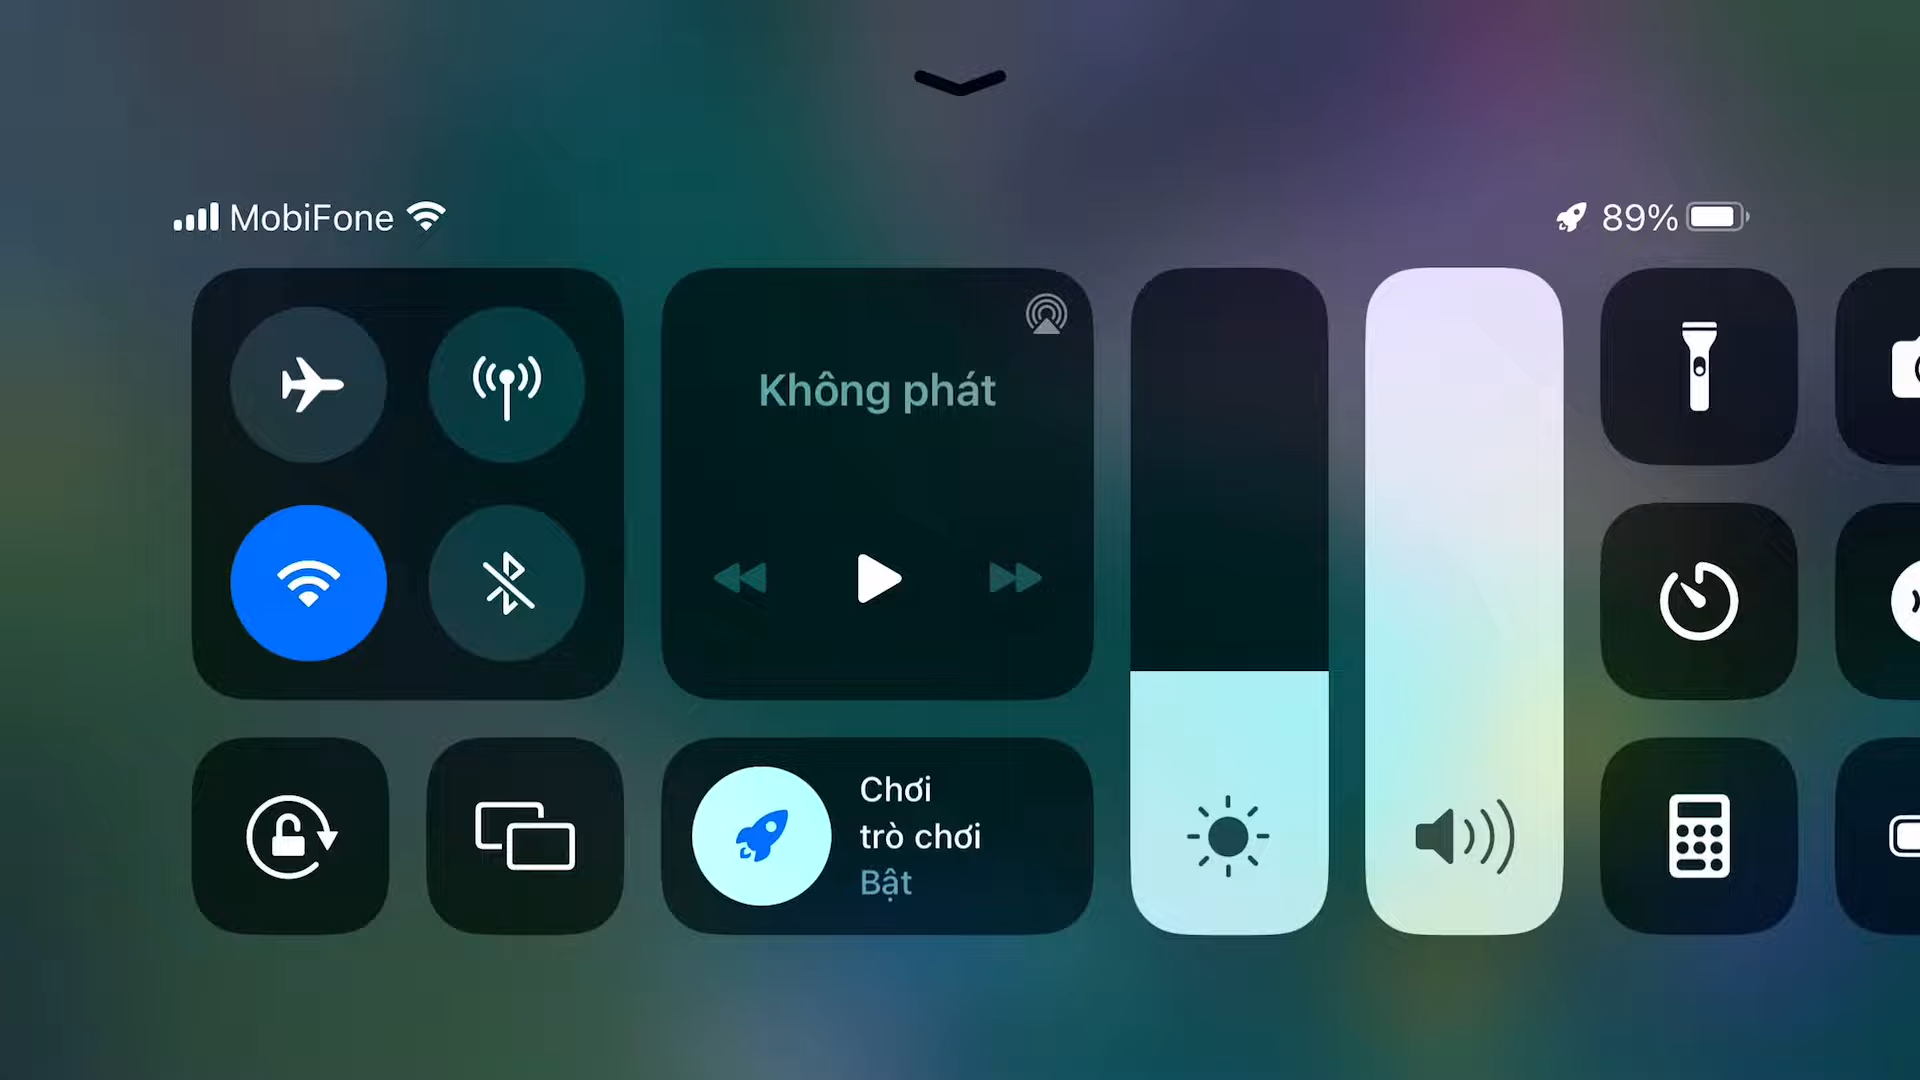 MobiFone
89%
Không phát
Chơi
trò chơi
Bật